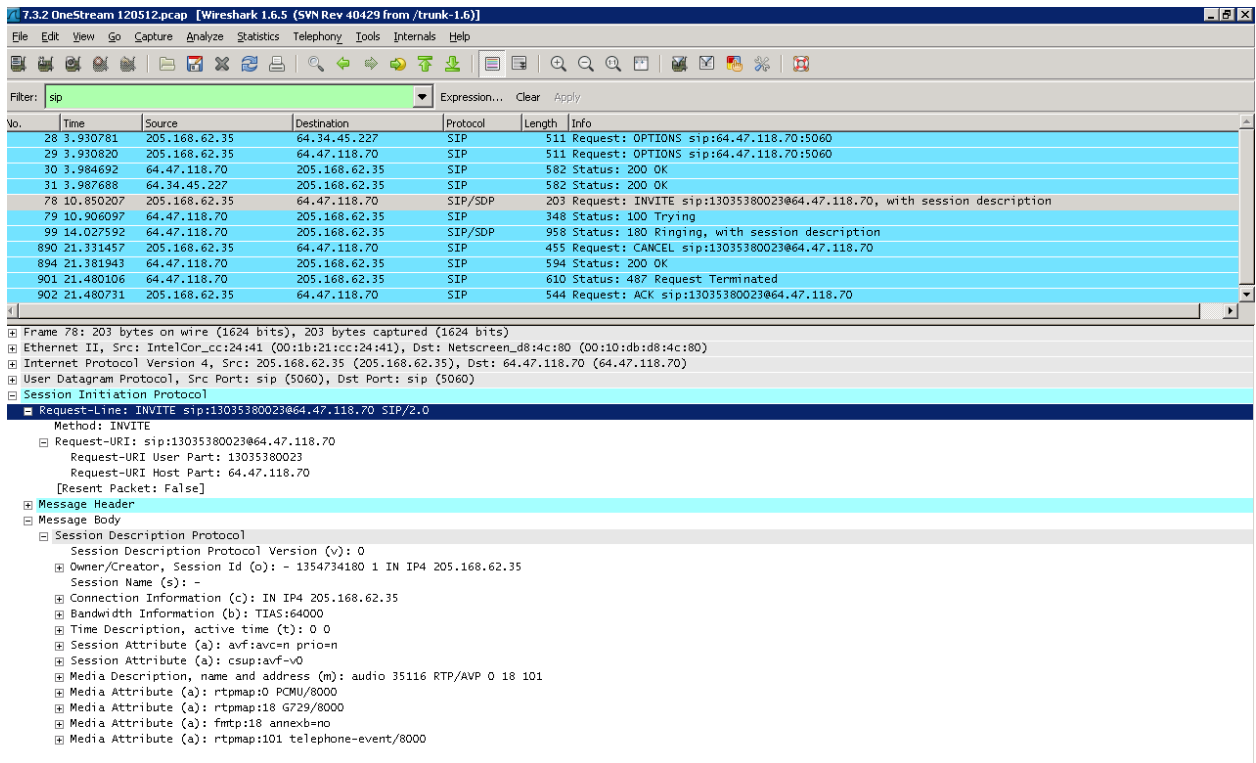 7.3.2 OneStream 120512.pcap [Wireshark 1.6.5 (SVN Rev 40429 from /trunk-1.6)]
File Edit View Go Capture Analyze Statistics Telephony Tools Internals Help
Filter: sip Expression... Clear Apply
No. Time Source Destination Protocol Length Info
28 3.930781 205.168.62.35 64.34.45.227 SIP 511 Request: OPTIONS sip:64.47.118.70:5060
29 3.930820 205.168.62.35 64.47.118.70 SIP 511 Request: OPTIONS sip:64.47.118.70:5060
30 3.984692 64.47.118.70 205.168.62.35 SIP 582 Status: 200 OK
31 3.987688 64.34.45.227 205.168.62.35 SIP 582 Status: 200 OK
78 10.850207 205.168.62.35 64.47.118.70 SIP/SDP 203 Request: INVITE sip:13035380023@64.47.118.70, with session description
79 10.906097 64.47.118.70 205.168.62.35 SIP 348 Status: 100 Trying
99 14.027592 64.47.118.70 205.168.62.35 SIP/SDP 958 Status: 180 Ringing, with session description
890 21.331457 205.168.62.35 64.47.118.70 SIP 455 Request: CANCEL sip:13035380023@64.47.118.70
894 21.381943 64.47.118.70 205.168.62.35 SIP 594 Status: 200 OK
901 21.480106 64.47.118.70 205.168.62.35 SIP 610 Status: 487 Request Terminated
902 21.480731 205.168.62.35 64.47.118.70 SIP 544 Request: ACK sip:13035380023@64.47.118.70
Frame 78: 203 bytes on wire (1624 bits), 203 bytes captured (1624 bits)
Ethernet II, Src: IntelCor_cc:24:41 (00:1b:21:cc:24:41), Dst: Netscreen_d8:4c:80 (00:10:db:d8:4c:80)
Internet Protocol Version 4, Src: 205.168.62.35 (205.168.62.35), Dst: 64.47.118.70 (64.47.118.70)
User Datagram Protocol, Src Port: sip (5060), Dst Port: sip (5060)
Session Initiation Protocol
Request-Line: INVITE sip:13035380023@64.47.118.70 SIP/2.0
Method: INVITE
Request-URI: sip:13035380023@64.47.118.70
Request-URI User Part: 13035380023
Request-URI Host Part: 64.47.118.70
[Resent Packet: False]
Message Header
Message Body
Session Description Protocol
Session Description Protocol Version (v): 0
Owner/Creator, Session Id (o): - 1354734180 1 IN IP4 205.168.62.35
Session Name (s): -
Connection Information (c): IN IP4 205.168.62.35
Bandwidth Information (b): TIAS:64000
Time Description, active time (t): 0 0
Session Attribute (a): avf:avc=n prio=n
Session Attribute (a): csup:avf-v0
Media Description, name and address (m): audio 35116 RTP/AVP 0 18 101
Media Attribute (a): rtpmap:0 PCMU/8000
Media Attribute (a): rtpmap:18 G729/8000
Media Attribute (a): fmtp:18 annexb=no
Media Attribute (a): rtpmap:101 telephone-event/8000